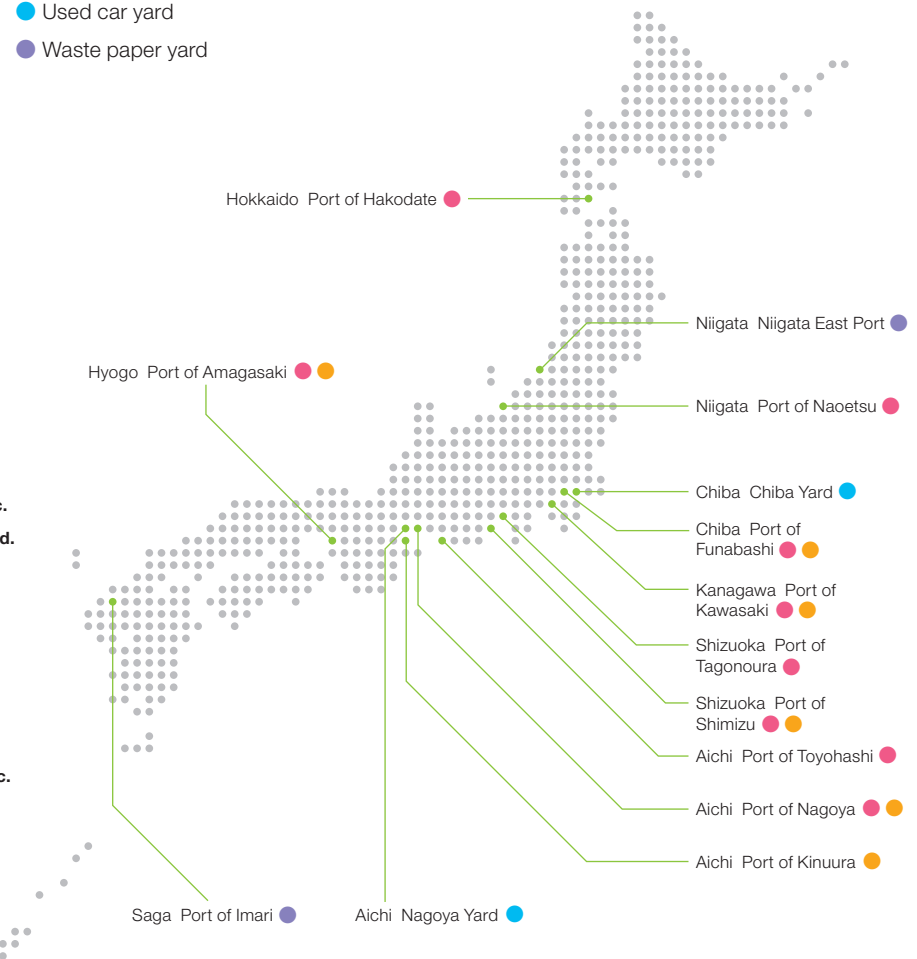 Used car yard
Waste paper yard
Hokkaido Port of Hakodate
Niigata Niigata East Port
Hyogo Port of Amagasaki
Niigata Port of Naoetsu
Chiba Chiba Yard
c.
Chiba Port of
Funabashi
d.
Kanagawa Port of
Kawasaki
Shizuoka Port of
Tagonoura
Shizuoka Port of
Shimizu
Aichi Port of Toyohashi
c.
Aichi Port of Nagoya
Aichi Port of Kinuura
Saga Port of Imari
Aichi Nagoya Yard